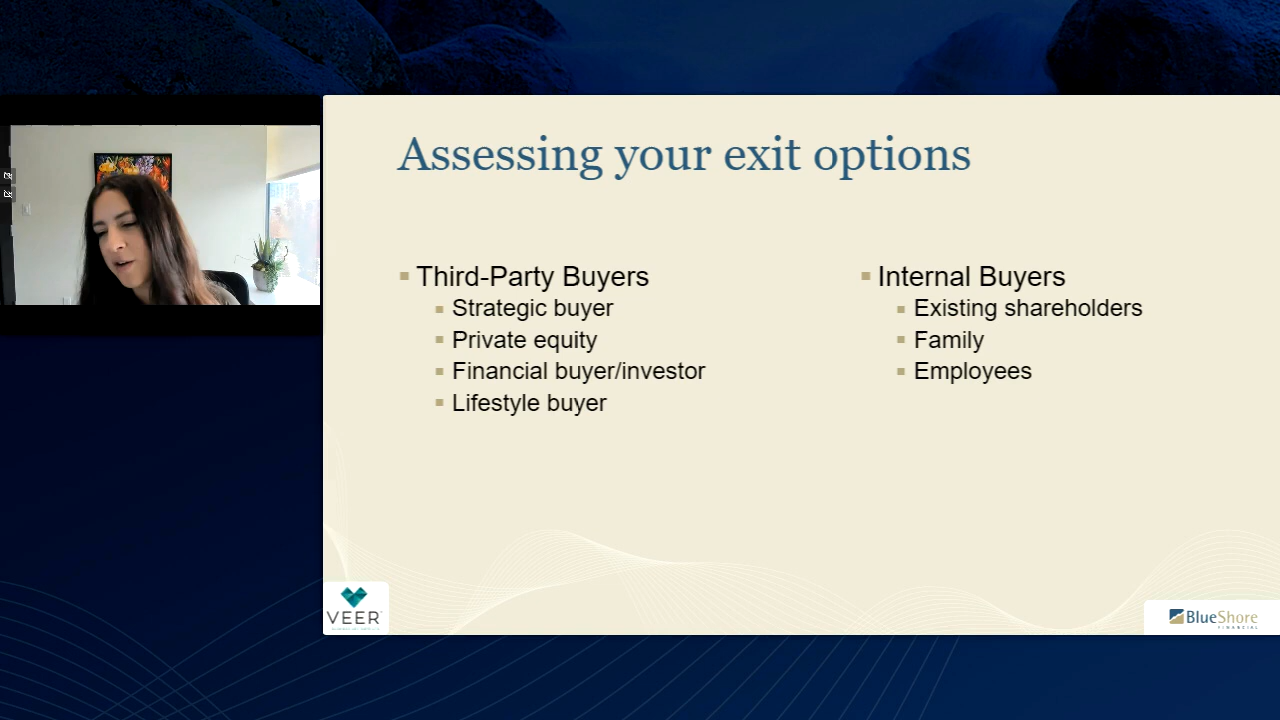 Assessing your exit options
Third-Party Buyers
Strategic buyer
Private equity
Financial buyer/investor
Lifestyle buyer
Internal Buyers
Existing shareholders
Family
Employees
VEER
BlueShore
FINANCIAL